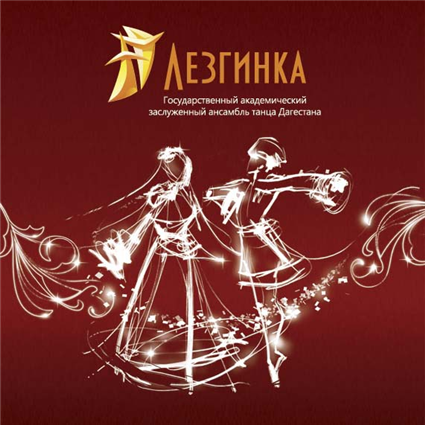 Лезгинка
Государственный академический
заслуженный ансамбль танца Дагестана